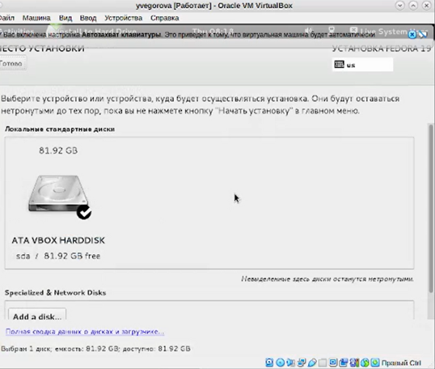 yvegorova [Работает] - Oracle VM VirtualBox
Файл Машина Вид Ввод Устройства Справка
У Вас включена настройка Автозахват клавиатуры. Это приведет к тому, что виртуальная машина будет автоматически
МЕСТО УСТАНОВКИ
УСТАНОВКА FEDORA 19
Готово
us
Выберите устройство или устройства, куда будет осуществляться установка. Они будут оставаться
нетронутыми до тех пор, пока вы не нажмете кнопку "Начать установку" в главном меню.
Локальные стандартные диски
81.92 GB
ATA VBOX HARDDISK
sda / 81.92 GB free
Невыделенные здесь диски останутся нетронутыми.
Specialized & Network Disks
Add a disk...
Полная сводка данных о дисках и загрузчике...
Выбран 1 диск; емкость: 81.92 GB; доступно: 81.92 GB
Правый Ctrl